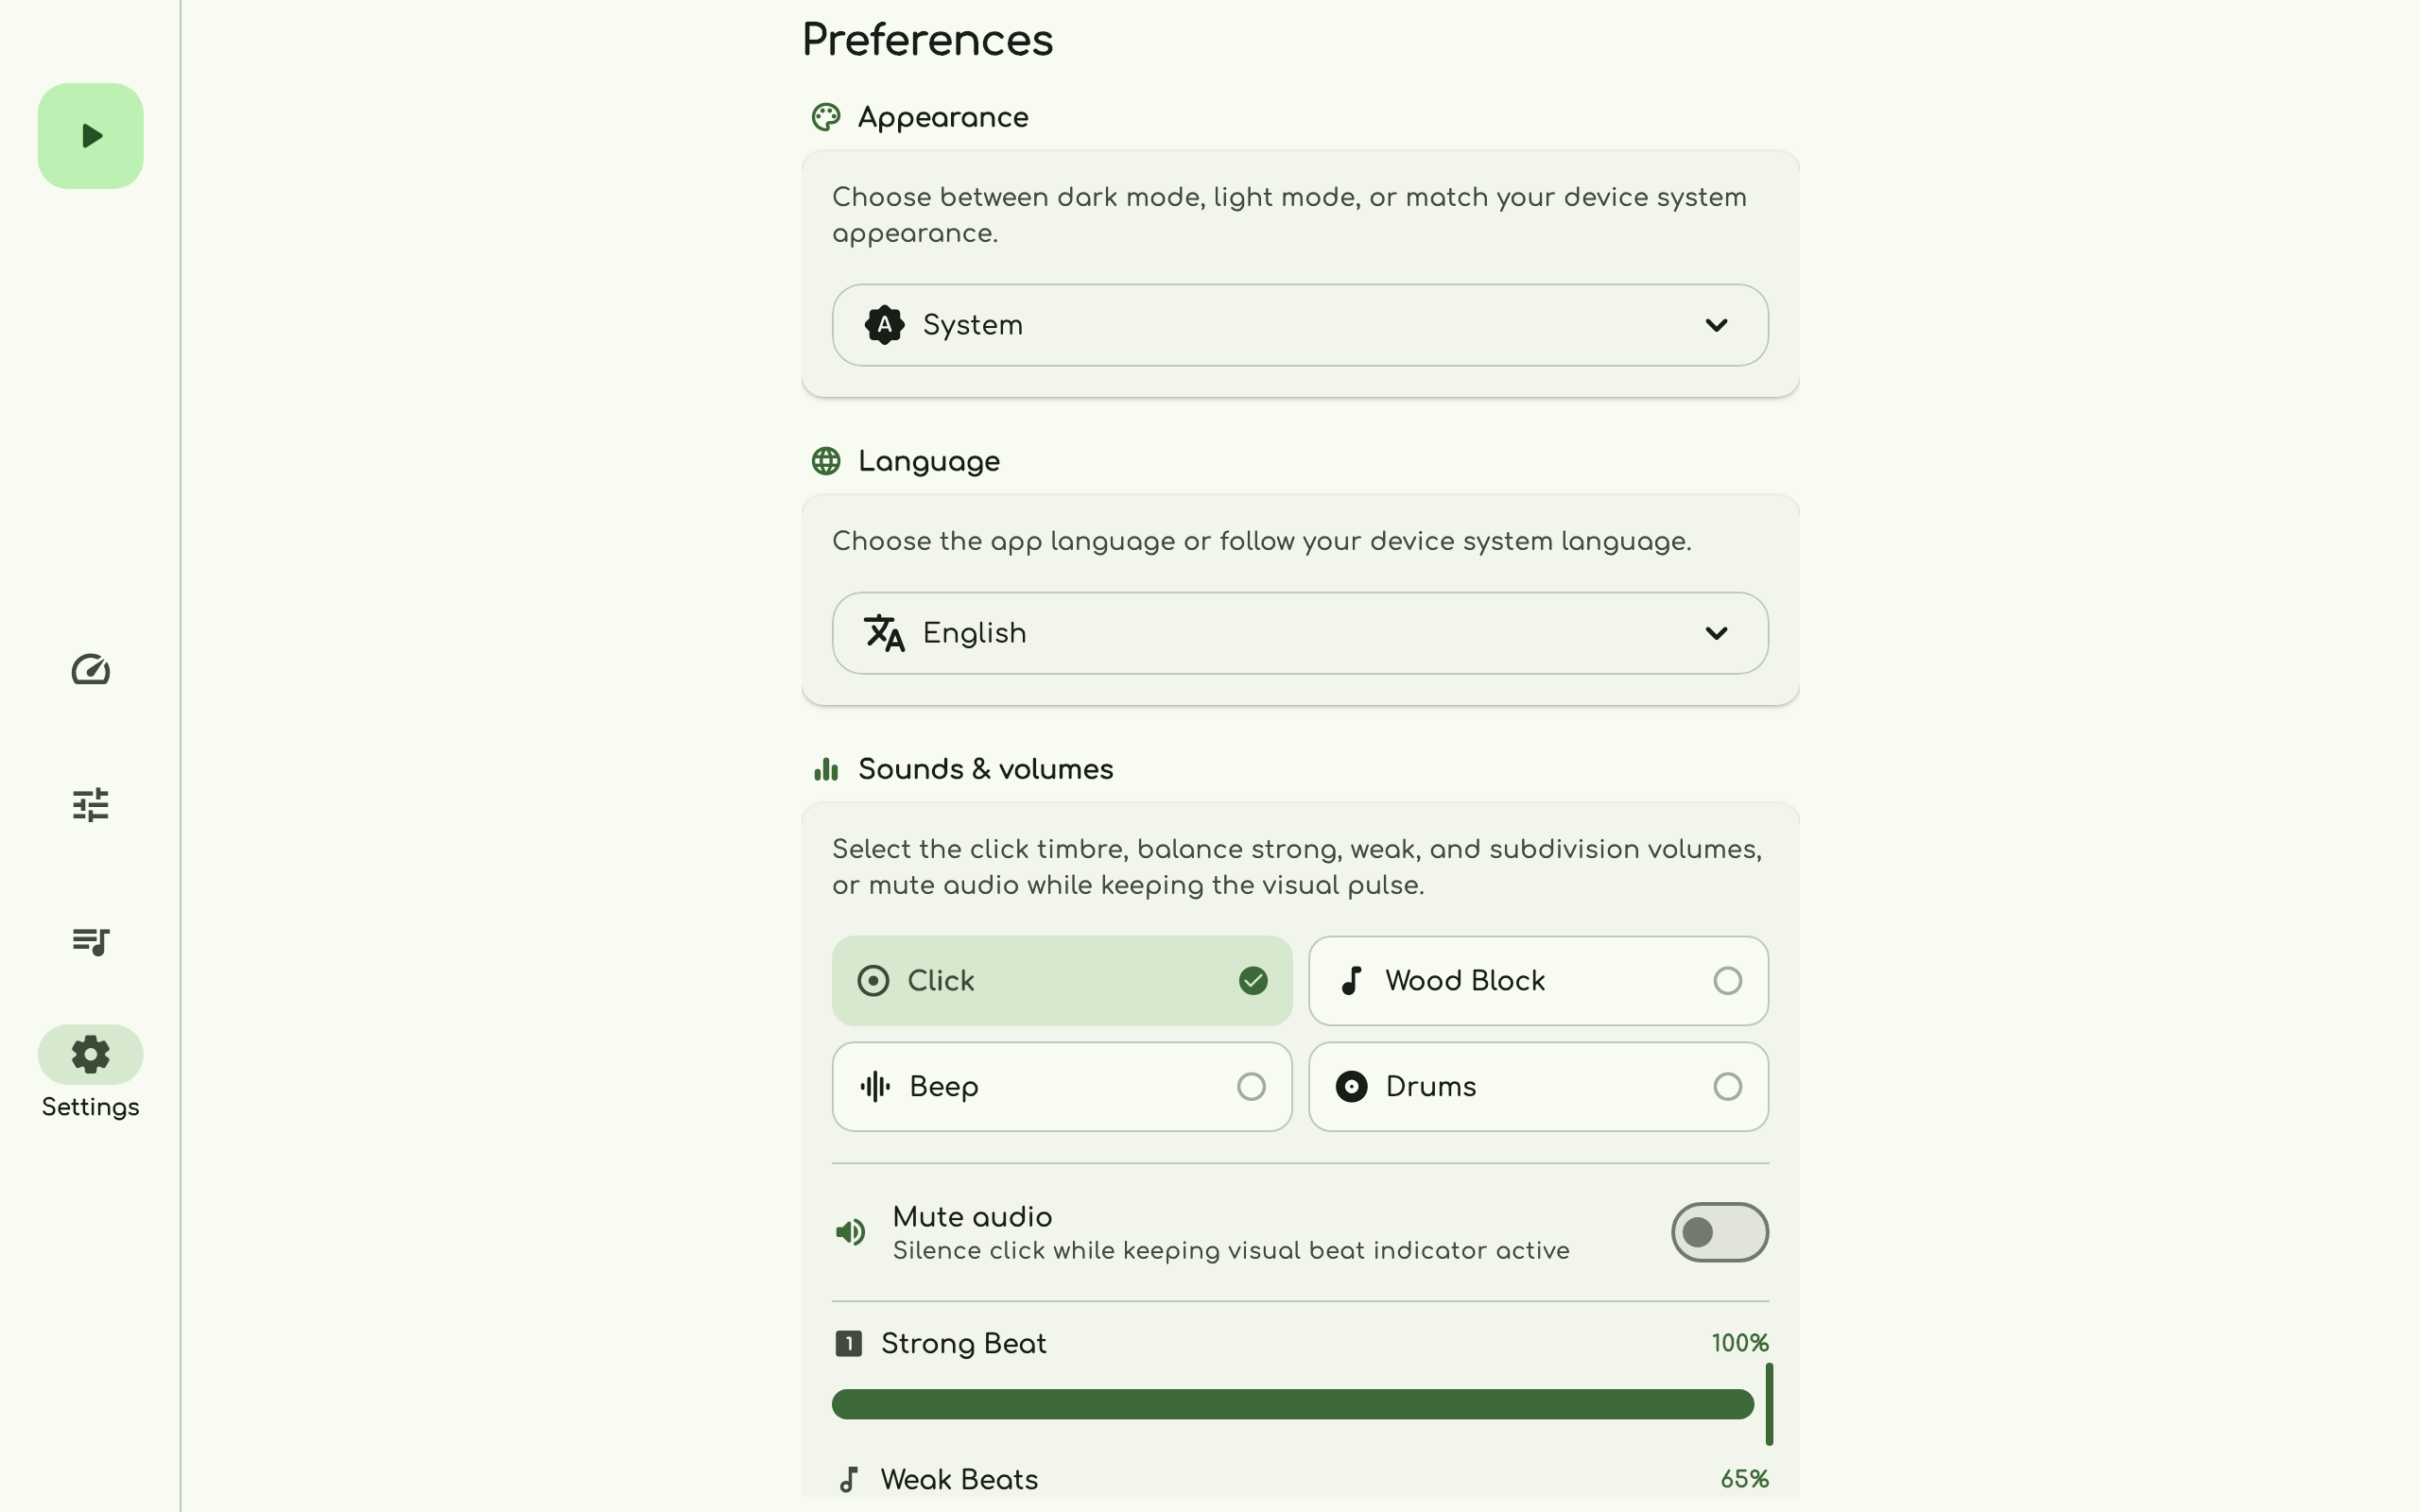 Preferences
Appearance
Choose between dark mode, light mode, or match your device system
appearance.
A System
Language
Choose the app language or follow your device system language.
English
Sounds & volumes
Select the click timbre, balance strong, weak, and subdivision volumes,
or mute audio while keeping the visual pulse.
Click
Wood Block
Beep
Drums
Settings
Mute audio
Silence click while keeping visual beat indicator active
1 Strong Beat 100%
Weak Beats 65%